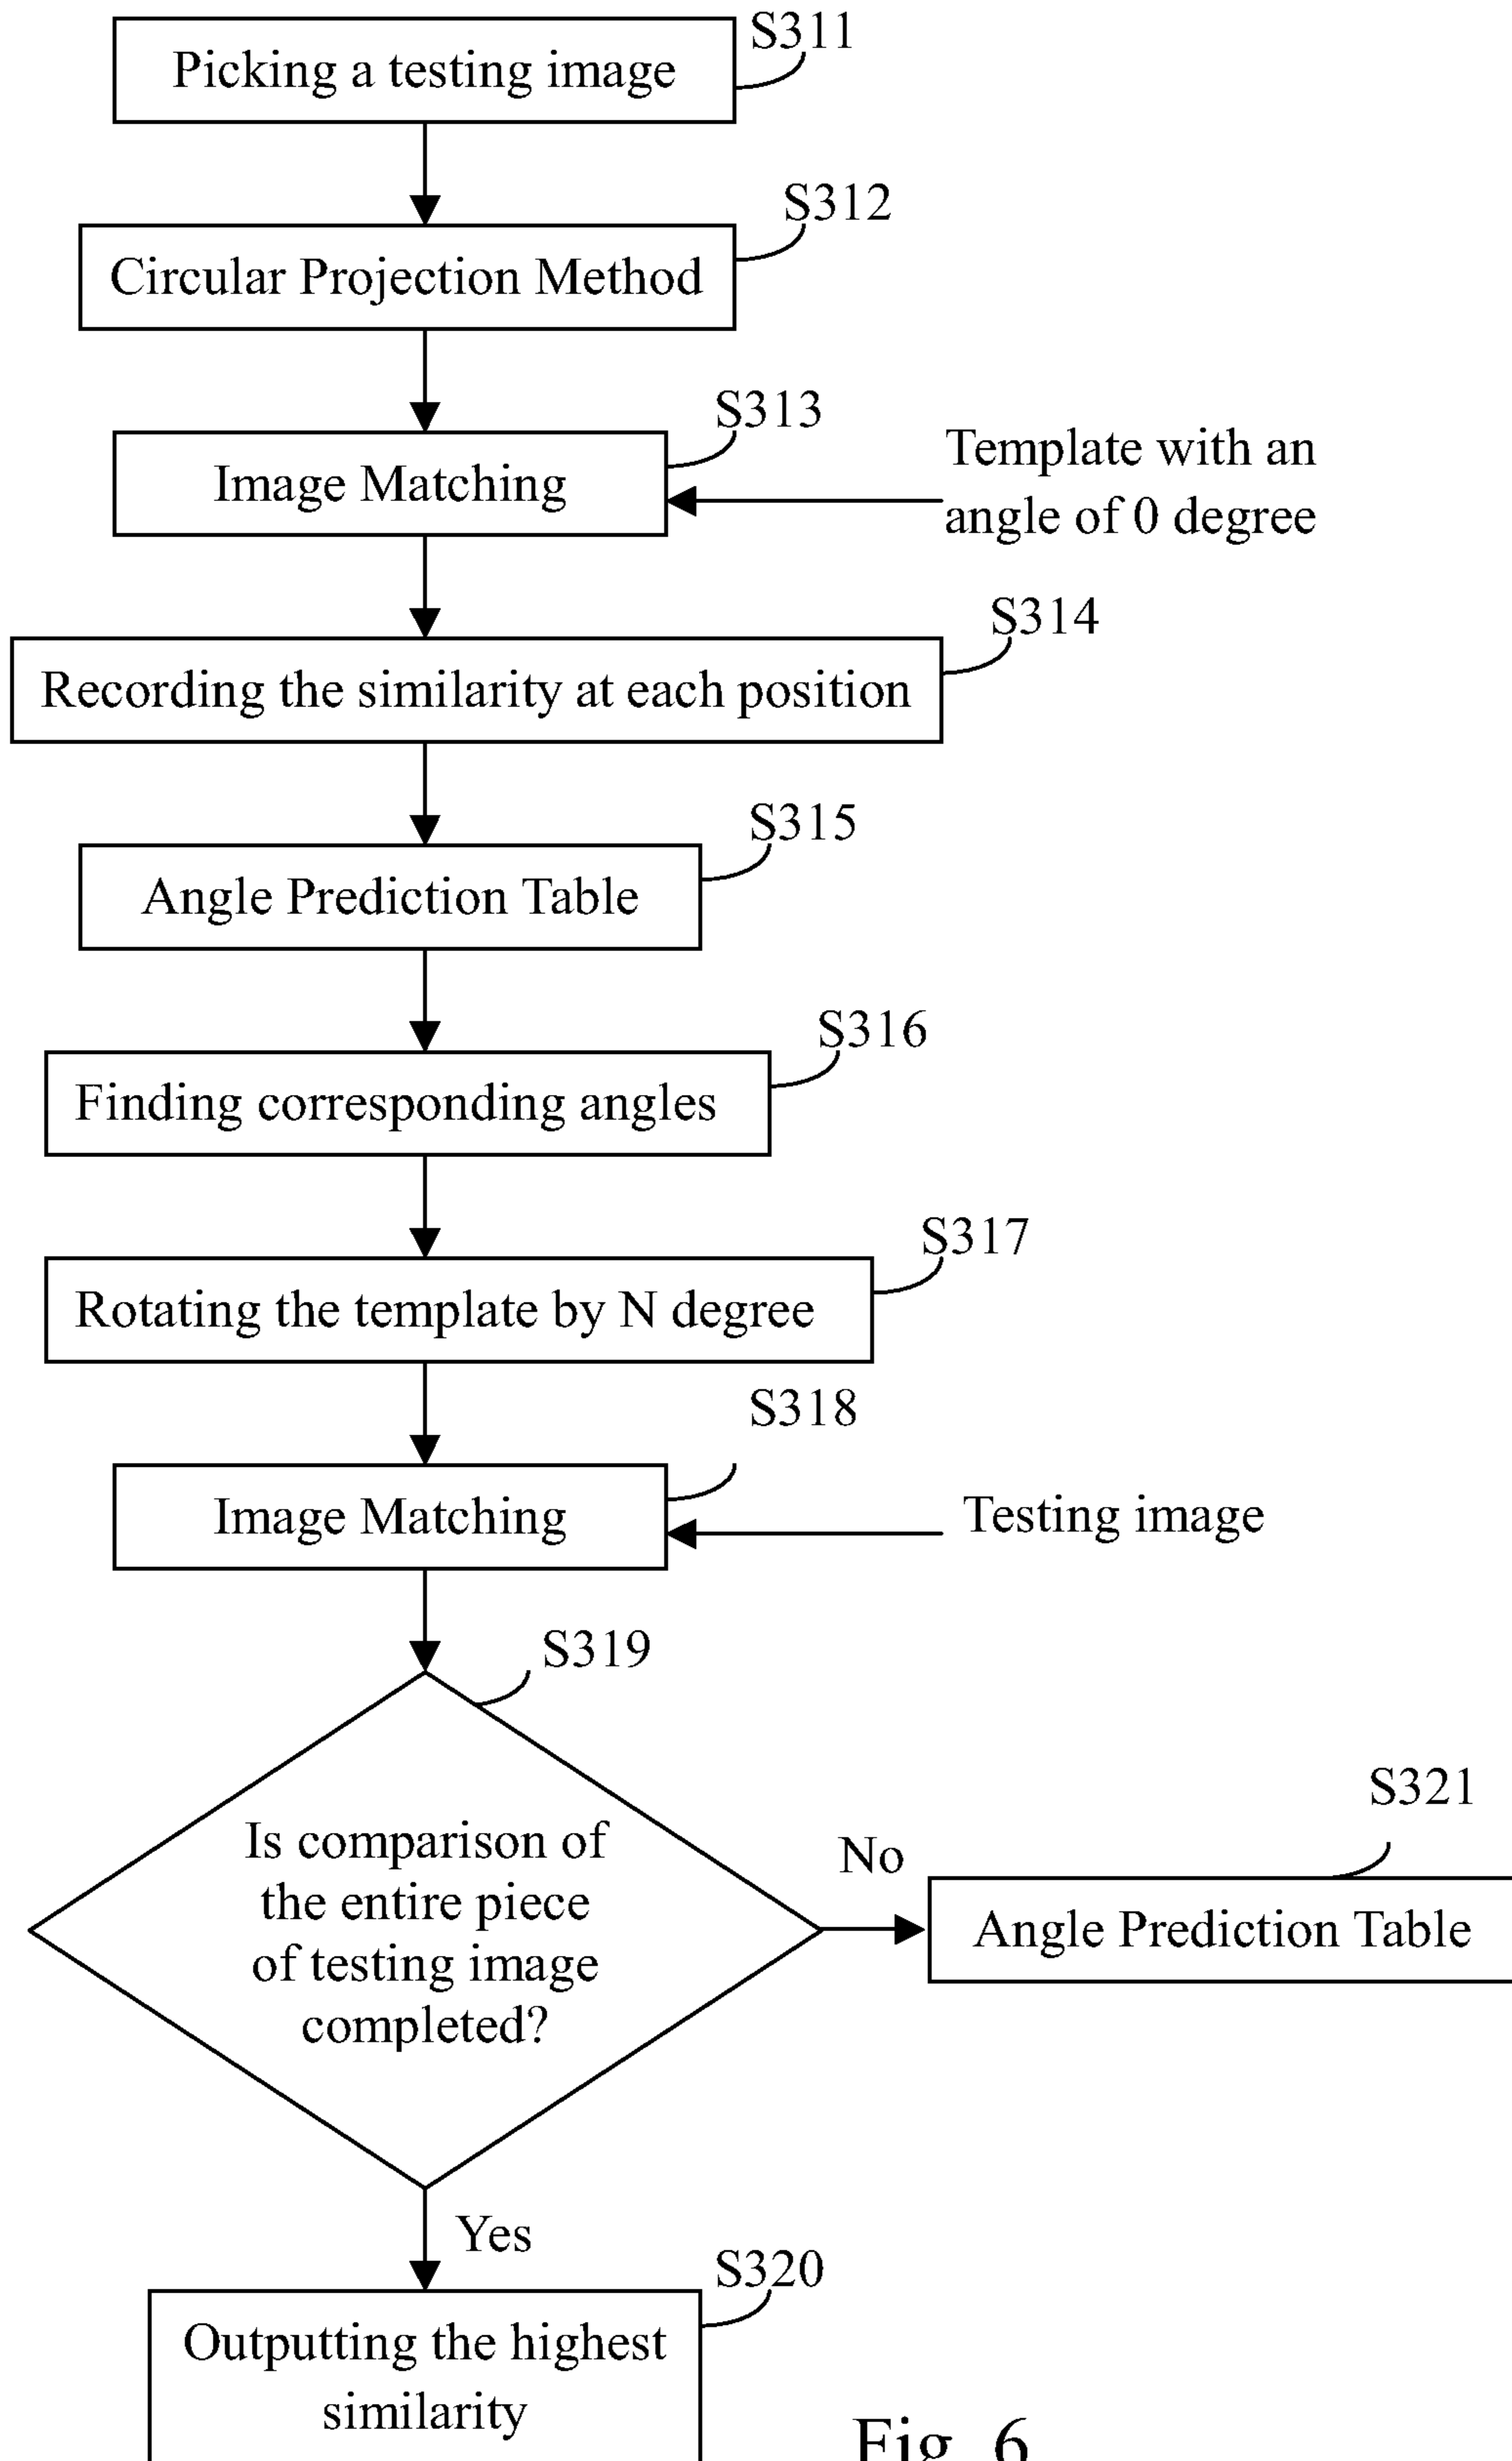 S311
Picking a testing image
S312
Circular Projection Method
S313
Image Matching
Template with an
angle of 0 degree
S314
Recording the similarity at each position
S315
Angle Prediction Table
S316
Finding corresponding angles
S317
Rotating the template by N degree
S318
Image Matching
Testing image
S319
Is comparison of
the entire piece
of testing image
completed?
No
S321
Angle Prediction Table
Yes
S320
Outputting the highest
similarity
Fig. 6